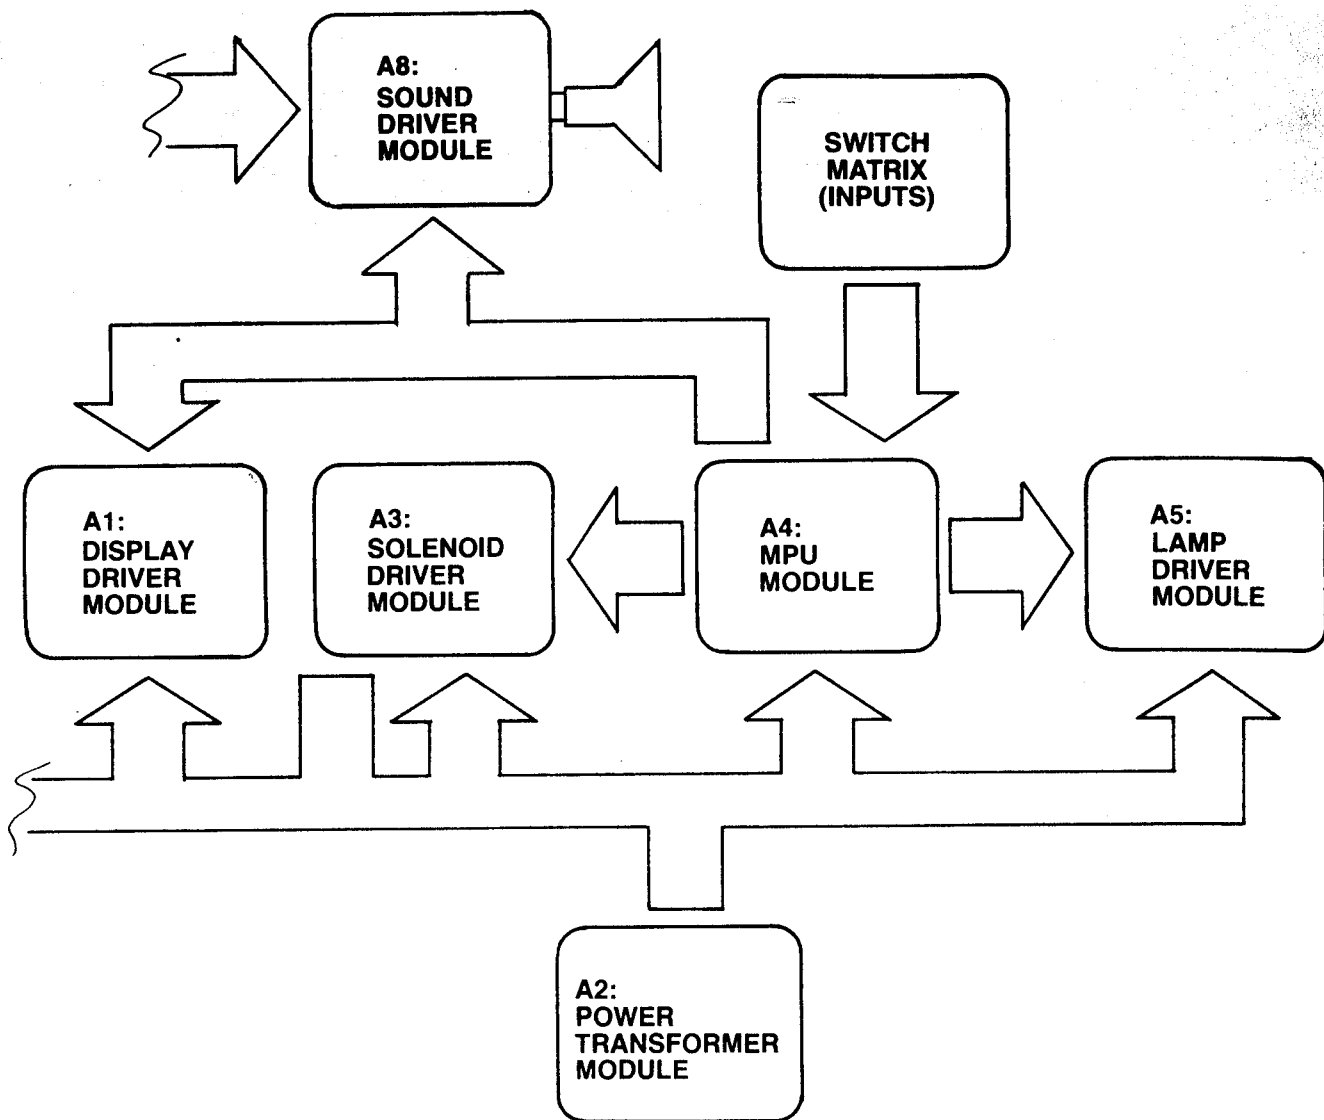 A8:
SOUND
DRIVER
MODULE
SWITCH
MATRIX
(INPUTS)
A1:
DISPLAY
DRIVER
MODULE
A3:
SOLENOID
DRIVER
MODULE
A4:
MPU
MODULE
A5:
LAMP
DRIVER
MODULE
A2:
POWER
TRANSFORMER
MODULE